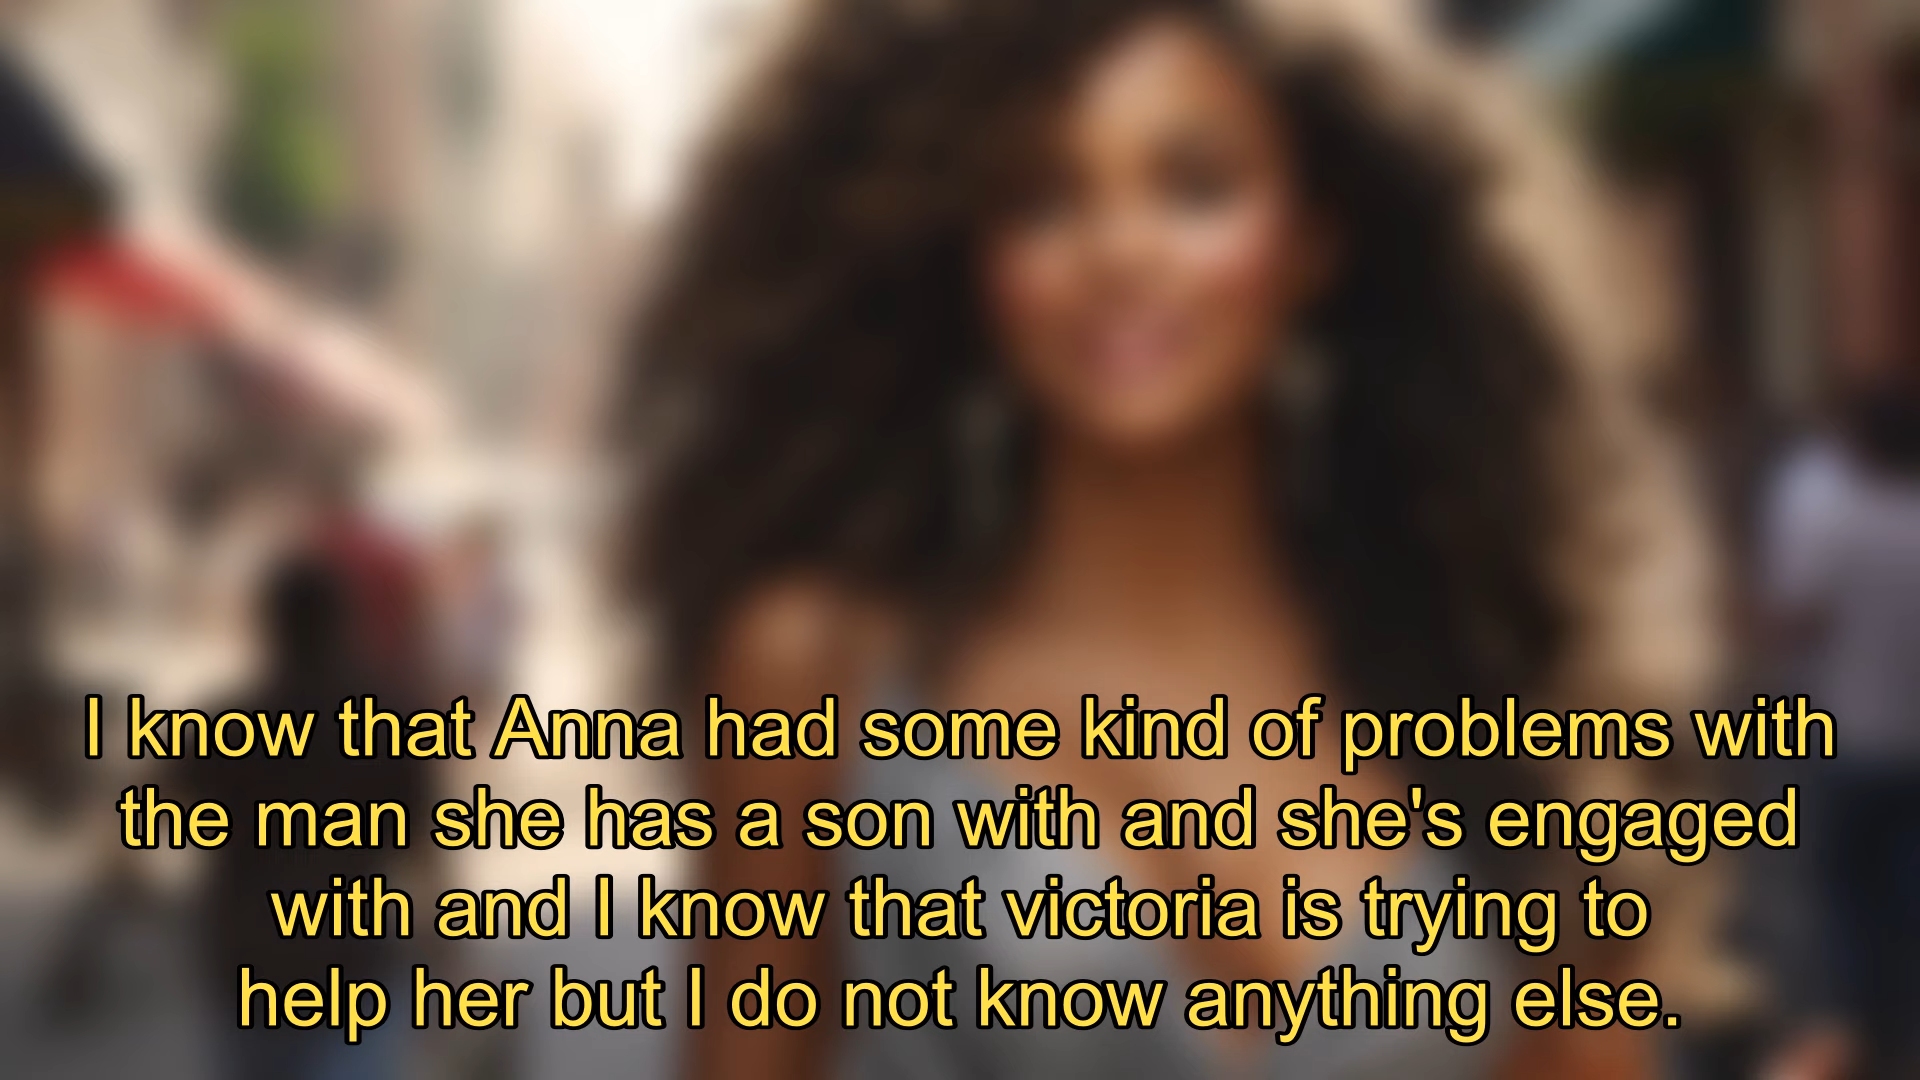 I know that Anna had some kind of problems with
the man she has a son with and she's engaged
with and I know that victoria is trying to
help her but I do not know anything else.